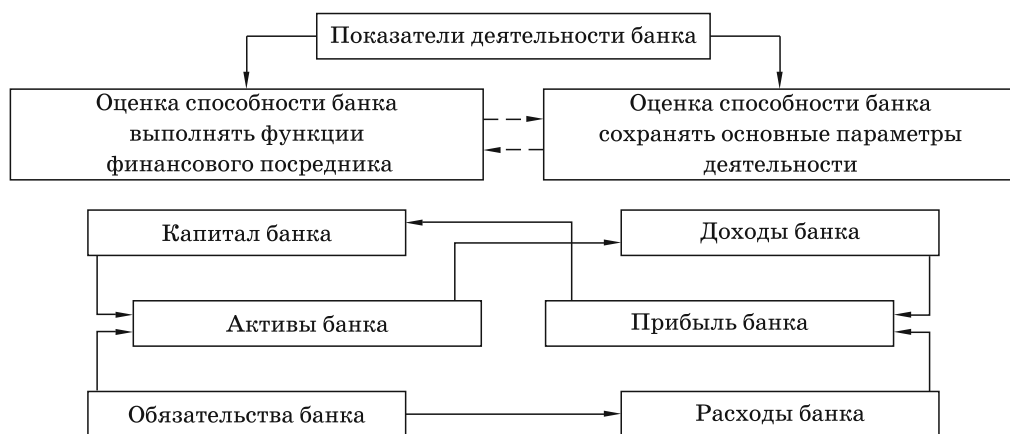 Показатели деятельности банка
Оценка способности банка
выполнять функции
финансового посредника
Оценка способности банка
сохранять основные параметры
деятельности
Капитал банка
Доходы банка
Активы банка
Прибыль банка
Обязательства банка
Расходы банка